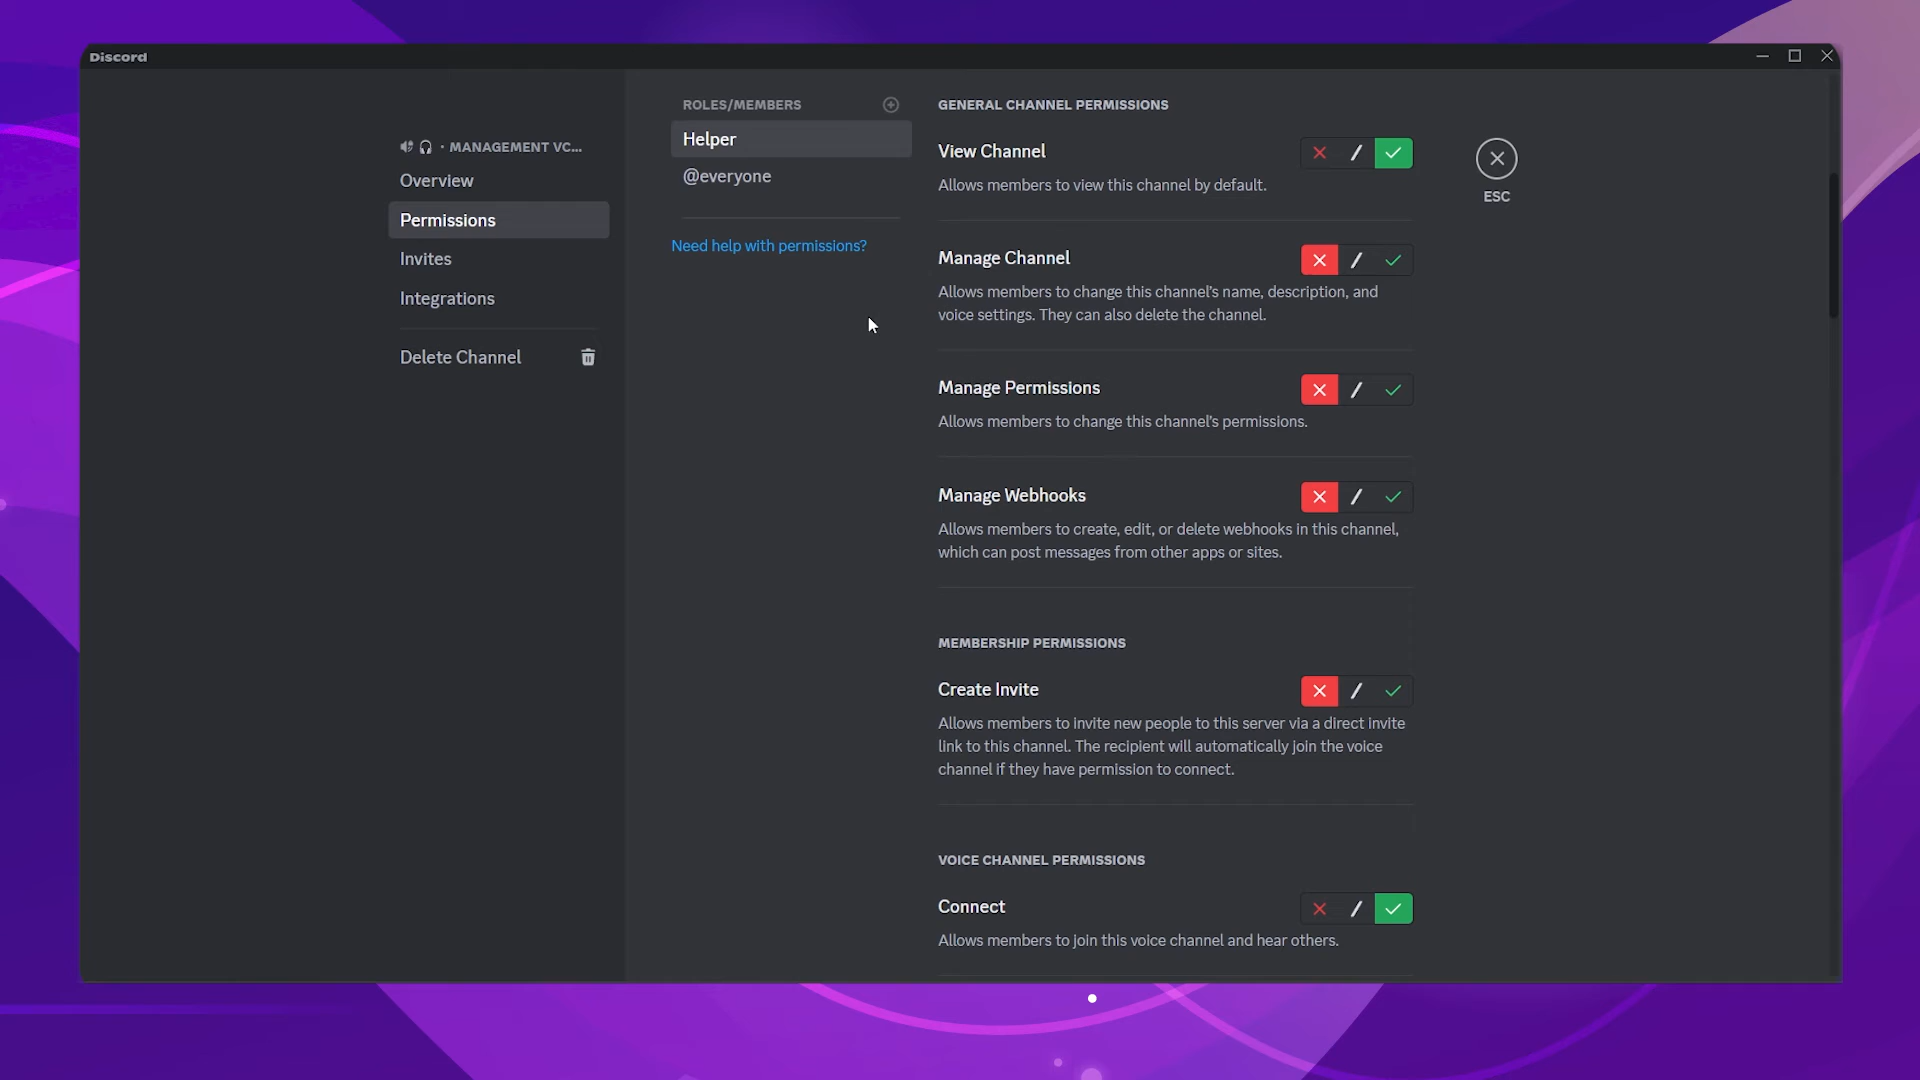 Discord
· MANAGEMENT VC...
Overview
Permissions
Invites
Integrations
Delete Channel
ROLES/MEMBERS
Helper
@everyone
Need help with permissions?
GENERAL CHANNEL PERMISSIONS
View Channel
Allows members to view this channel by default.
Manage Channel
Allows members to change this channel's name, description, and
voice settings. They can also delete the channel.
Manage Permissions
Allows members to change this channel's permissions.
Manage Webhooks
Allows members to create, edit, or delete webhooks in this channel,
which can post messages from other apps or sites.
MEMBERSHIP PERMISSIONS
Create Invite
Allows members to invite new people to this server via a direct invite
link to this channel. The recipient will automatically join the voice
channel if they have permission to connect.
VOICE CHANNEL PERMISSIONS
Connect
Allows members to join this voice channel and hear others.
ESC